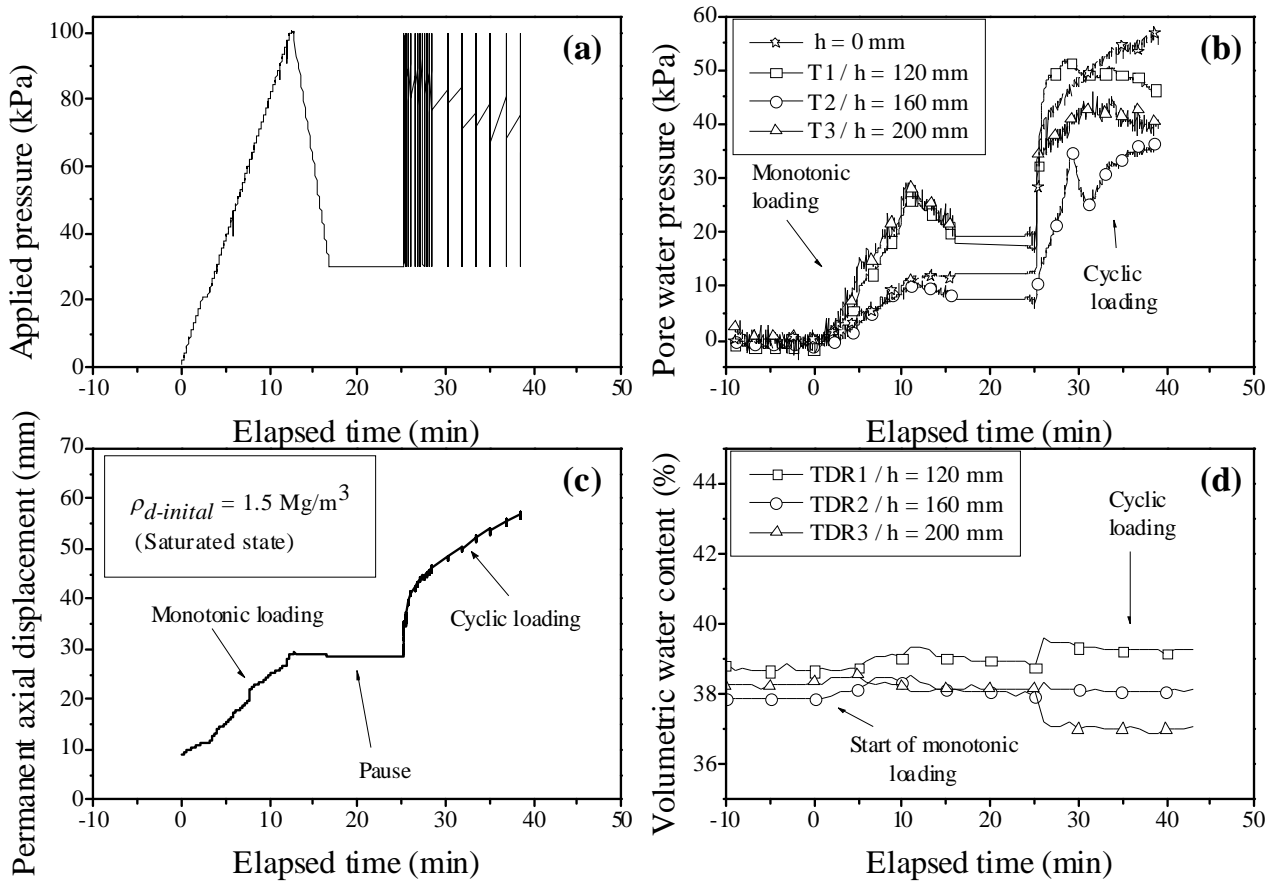 (a)
Applied pressure (kPa)
100
80
60
40
20
0
-10 0 10 20 30 40 50
Elapsed time (min)
(b)
Pore water pressure (kPa)
60
50
40
30
20
10
0
h = 0 mm
T1 / h = 120 mm
T2 / h = 160 mm
T3 / h = 200 mm
Monotonic
loading
Cyclic
loading
-10 0 10 20 30 40 50
Elapsed time (min)
(c)
Permanent axial displacement (mm)
70
60
50
40
30
20
10
0
ρd-inital = 1.5 Mg/m³
(Saturated state)
Monotonic loading
Cyclic loading
Pause
-10 0 10 20 30 40 50
Elapsed time (min)
(d)
Volumetric water content (%)
44
42
40
38
36
TDR1 / h = 120 mm
TDR2 / h = 160 mm
TDR3 / h = 200 mm
Cyclic
loading
Start of monotonic
loading
-10 0 10 20 30 40 50
Elapsed time (min)